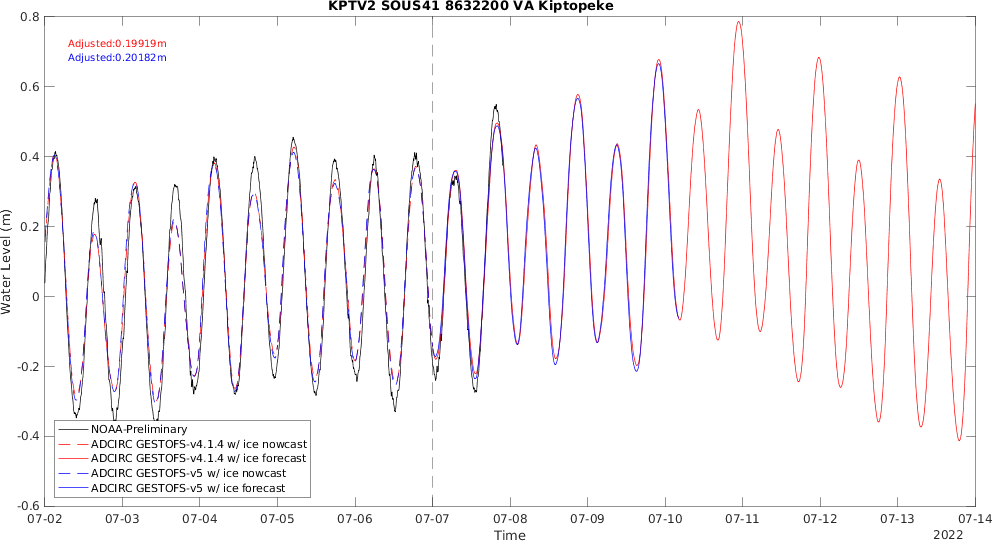 KPTV2 SOUS41 8632200 VA Kiptopeke
Adjusted:0.19919m
Adjusted:0.20182m
Water Level (m)
0.8
0.6
0.4
0.2
0
-0.2
-0.4
-0.6
NOAA-Preliminary
ADCIRC GESTOFS-v4.1.4 w/ ice nowcast
ADCIRC GESTOFS-v4.1.4 w/ ice forecast
ADCIRC GESTOFS-v5 w/ ice nowcast
ADCIRC GESTOFS-v5 w/ ice forecast
07-02 07-03 07-04 07-05 07-06 07-07 07-08 07-09 07-10 07-11 07-12 07-13 07-14
Time
2022